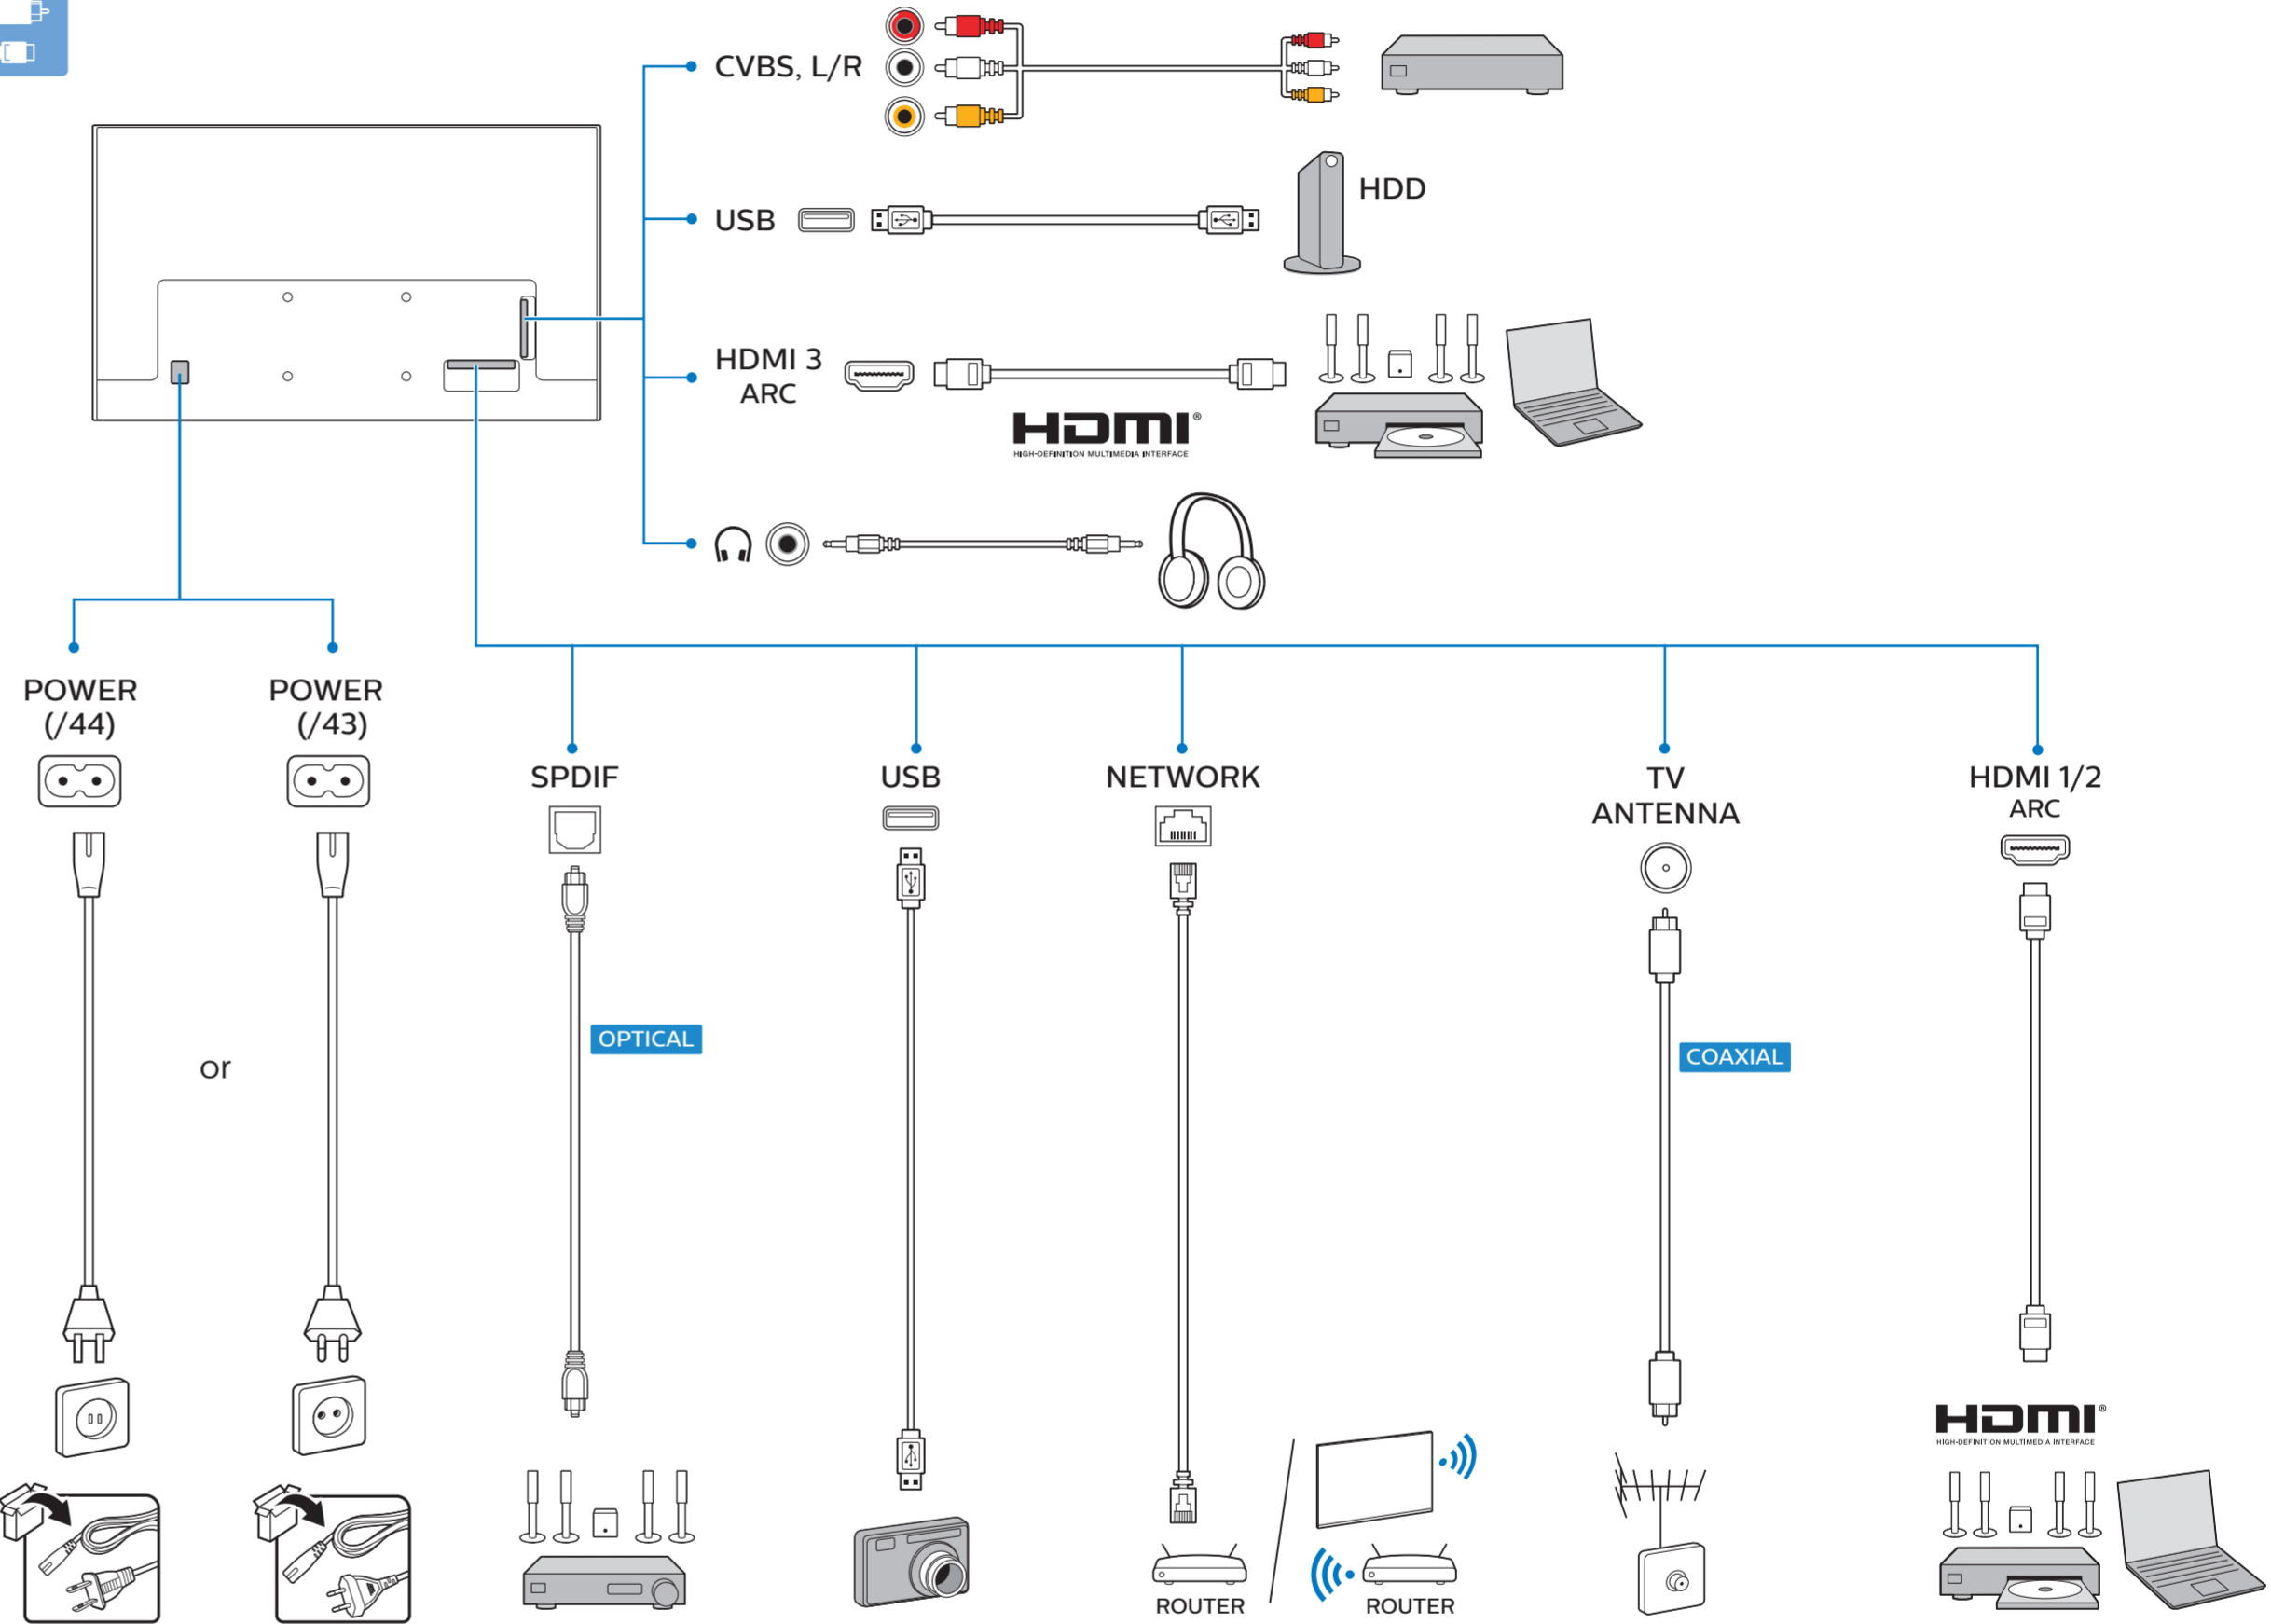 CVBS, L/R
USB
HDD
HDMI 3
ARC
HDMI®
HIGH-DEFINITION MULTIMEDIA INTERFACE
POWER
(/44)
POWER
(/43)
or
SPDIF
OPTICAL
USB
NETWORK
ROUTER
ROUTER
TV
ANTENNA
COAXIAL
HDMI 1/2
ARC
HDMI®
HIGH-DEFINITION MULTIMEDIA INTERFACE